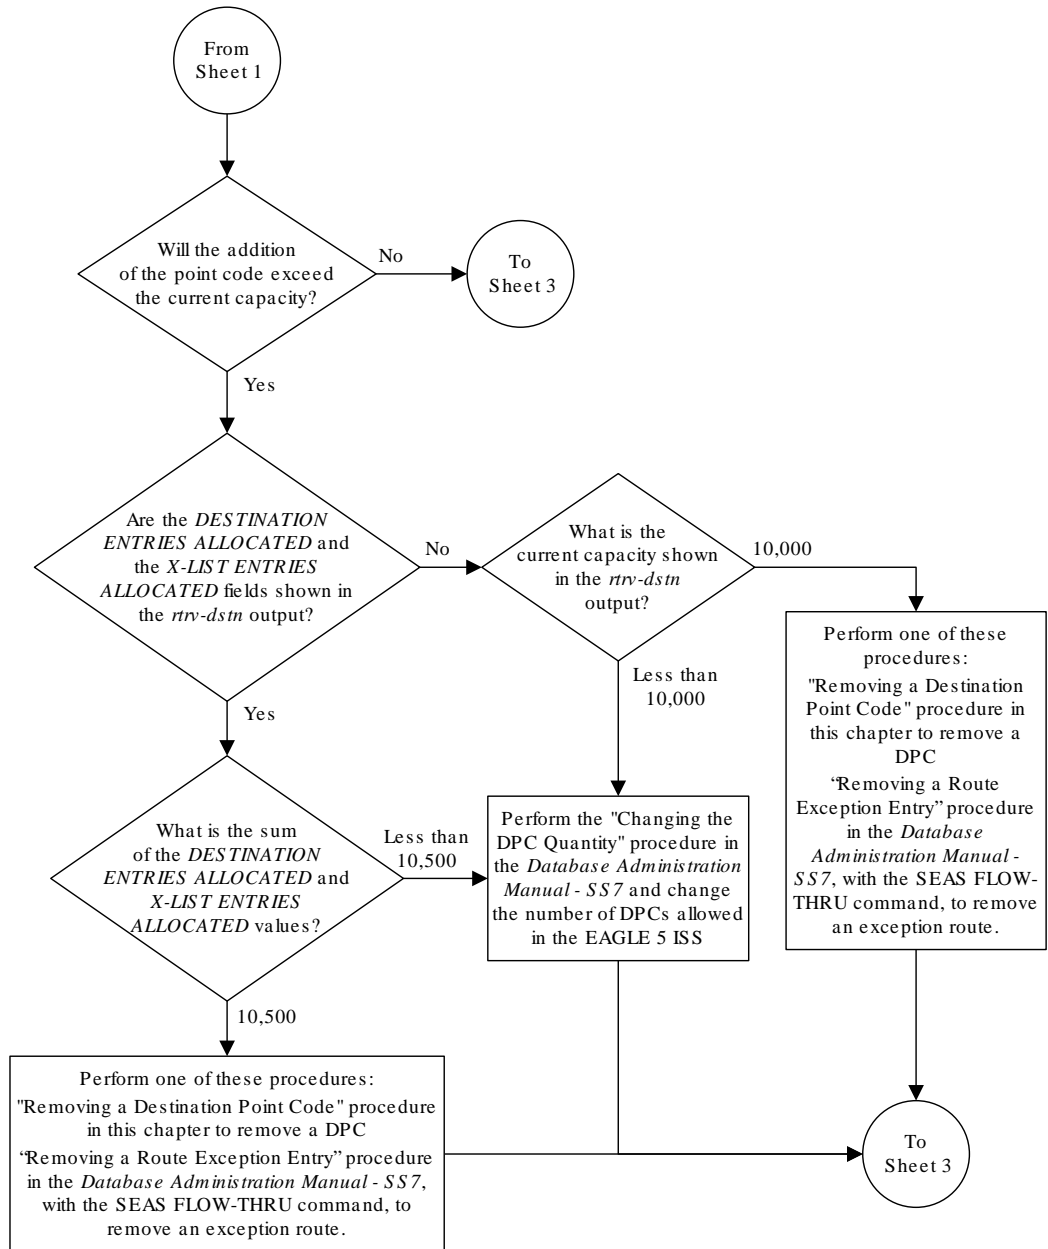 From
Sheet 1
Will the addition
of the point code exceed
the current capacity?
No
To
Sheet 3
Yes
Are the DESTINATION
ENTRIES ALLOCATED and
the X-LIST ENTRIES
ALLOCATED fields shown in
the rtrv-dstn output?
No
What is the
current capacity shown
in the rtrv-dstn
output?
10,000
Perform one of these
procedures:
"Removing a Destination
Point Code" procedure in
this chapter to remove a
DPC
“Removing a Route
Exception Entry” procedure
in the Database
Administration Manual -
SS7, with the SEAS FLOW-
THRU command, to remove
an exception route.
Less than
10,000
Yes
What is the sum
of the DESTINATION
ENTRIES ALLOCATED and
X-LIST ENTRIES
ALLOCATED values?
Less than
10,500
Perform the "Changing the
DPC Quantity" procedure in
the Database Administration
Manual - SS7 and change
the number of DPCs allowed
in the EAGLE 5 ISS
10,500
Perform one of these procedures:
"Removing a Destination Point Code" procedure
in this chapter to remove a DPC
“Removing a Route Exception Entry” procedure
in the Database Administration Manual - SS7,
with the SEAS FLOW-THRU command, to
remove an exception route.
To
Sheet 3